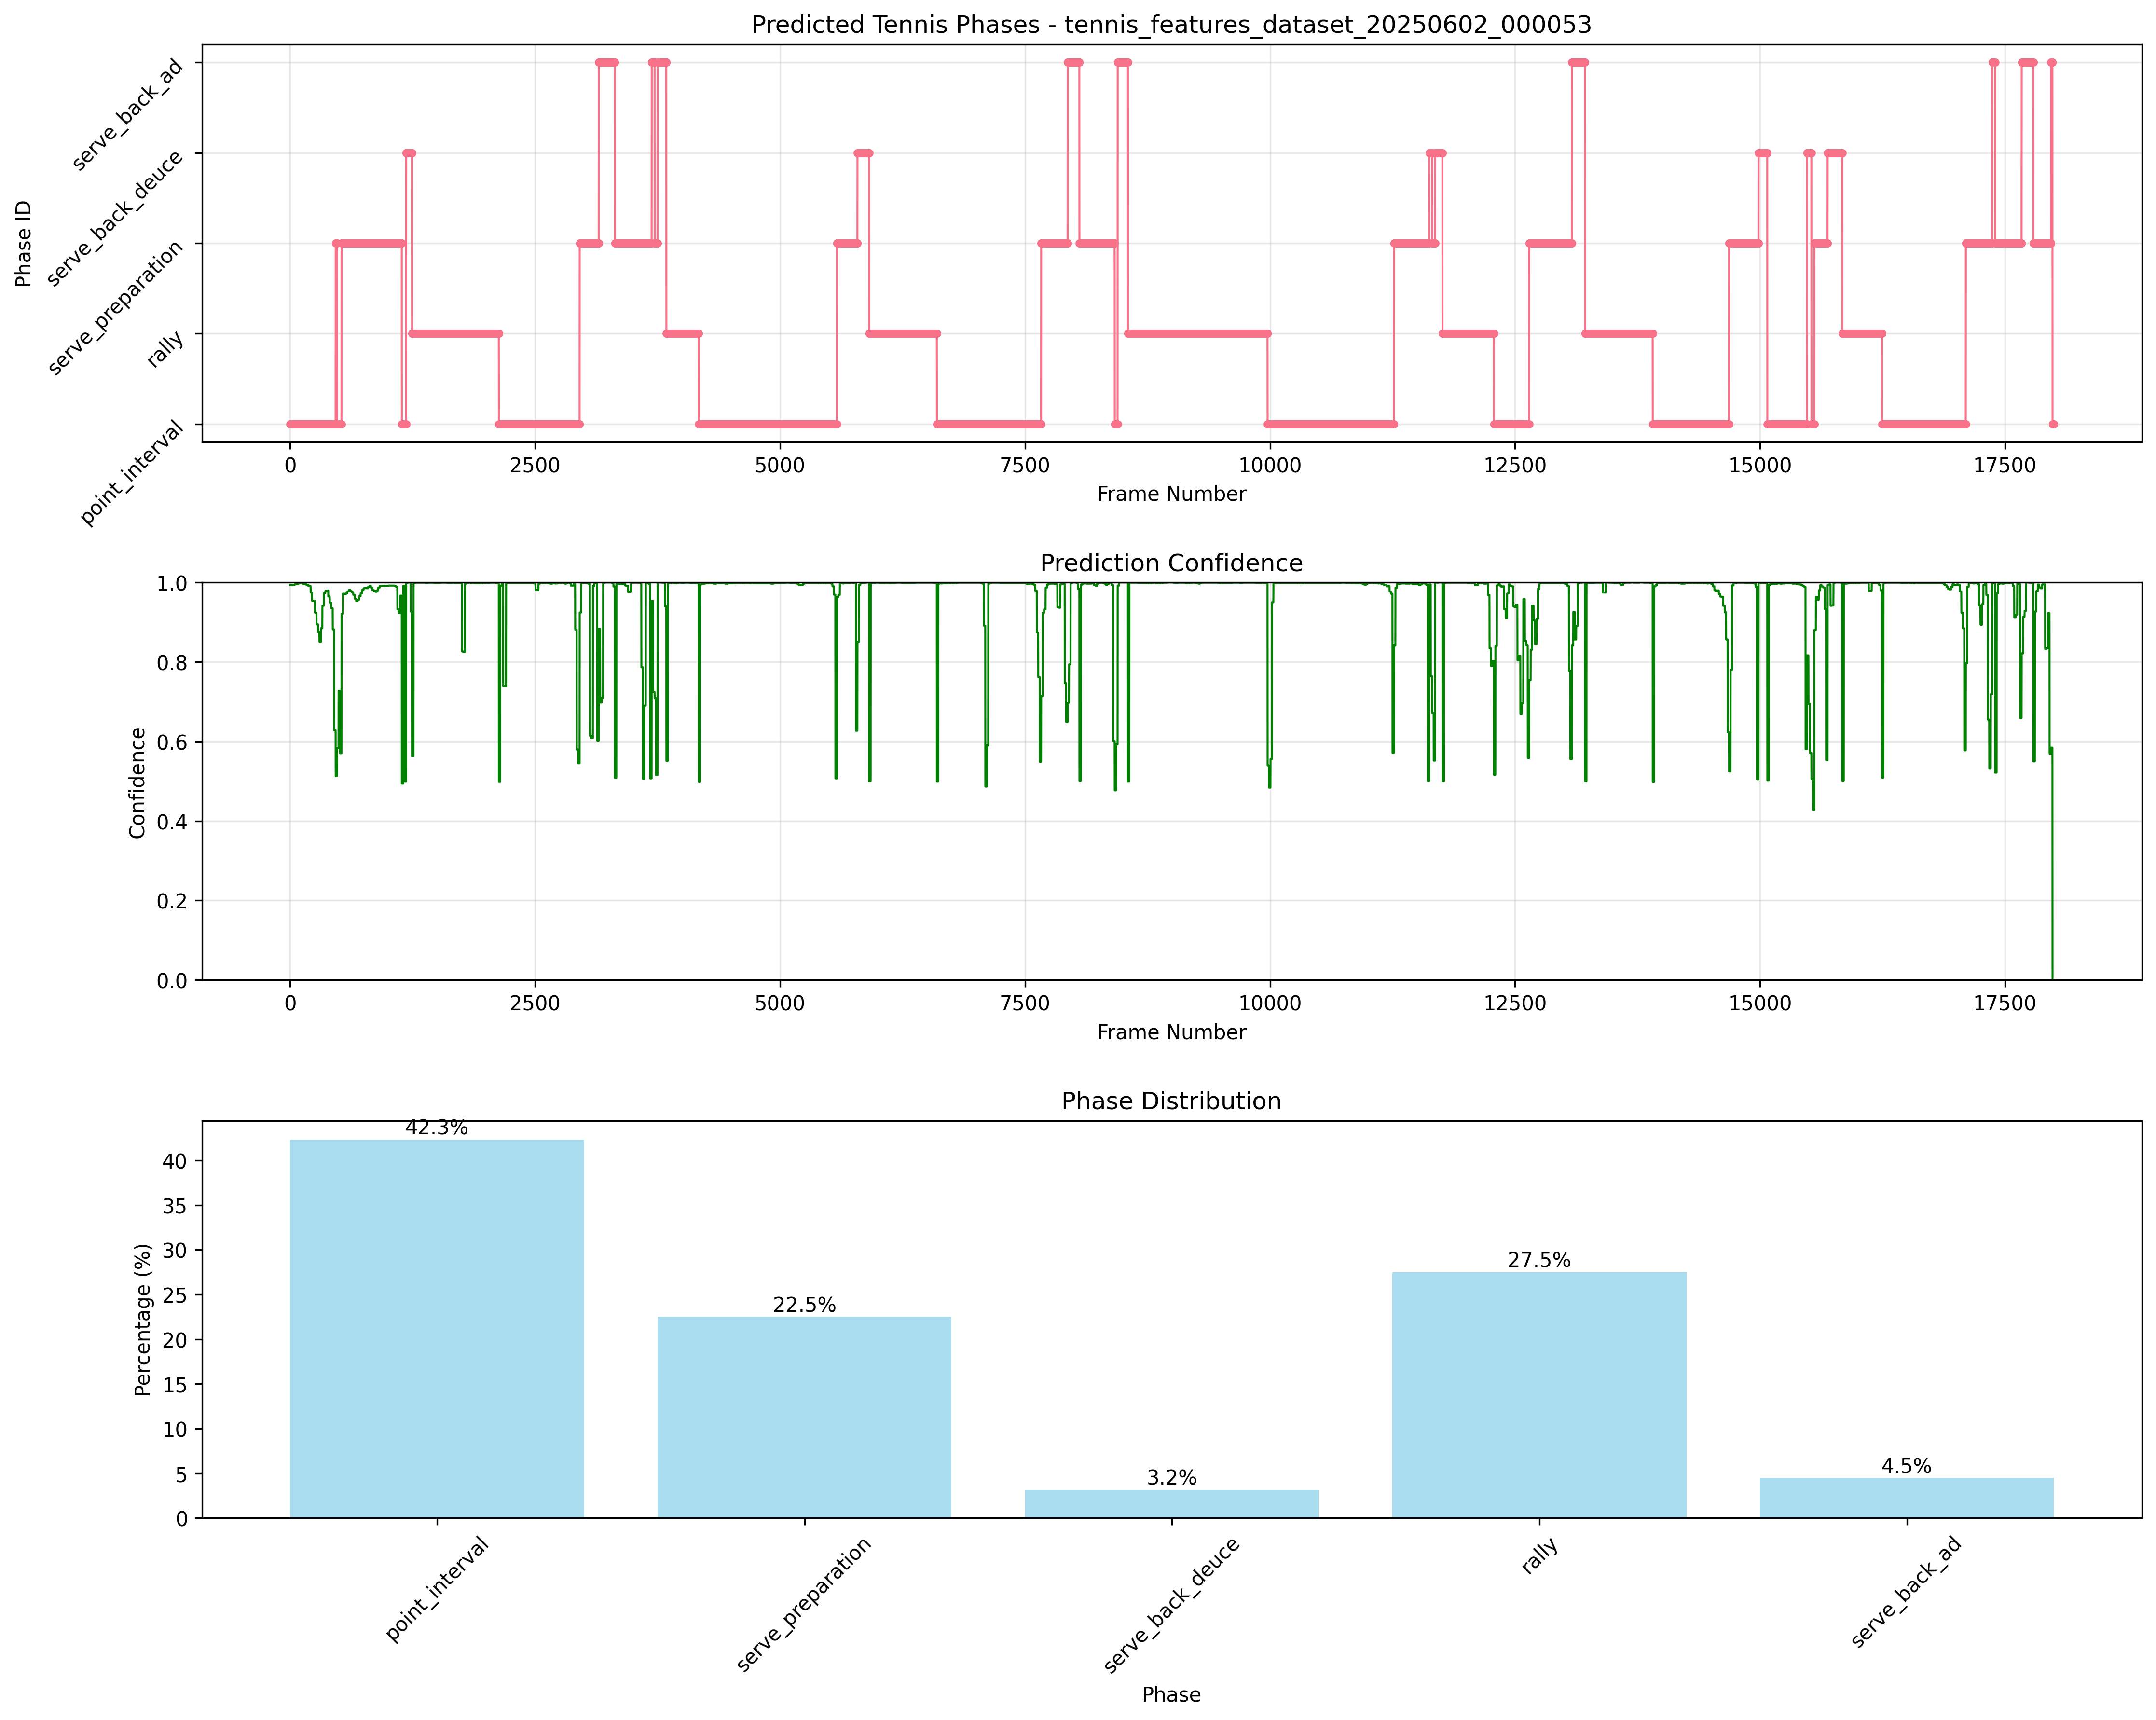 Predicted Tennis Phases - tennis_features_dataset_20250602_000053
Phase ID
serve_back_ad
serve_back_deuce
serve_preparation
rally
point_interval
0 2500 5000 7500 10000 12500 15000 17500
Frame Number
Prediction Confidence
Confidence
1.0
0.8
0.6
0.4
0.2
0.0
0 2500 5000 7500 10000 12500 15000 17500
Frame Number
Phase Distribution
Percentage (%)
40
35
30
25
20
15
10
5
0
42.3%
22.5%
3.2%
27.5%
4.5%
point_interval
serve_preparation
serve_back_deuce
rally
serve_back_ad
Phase